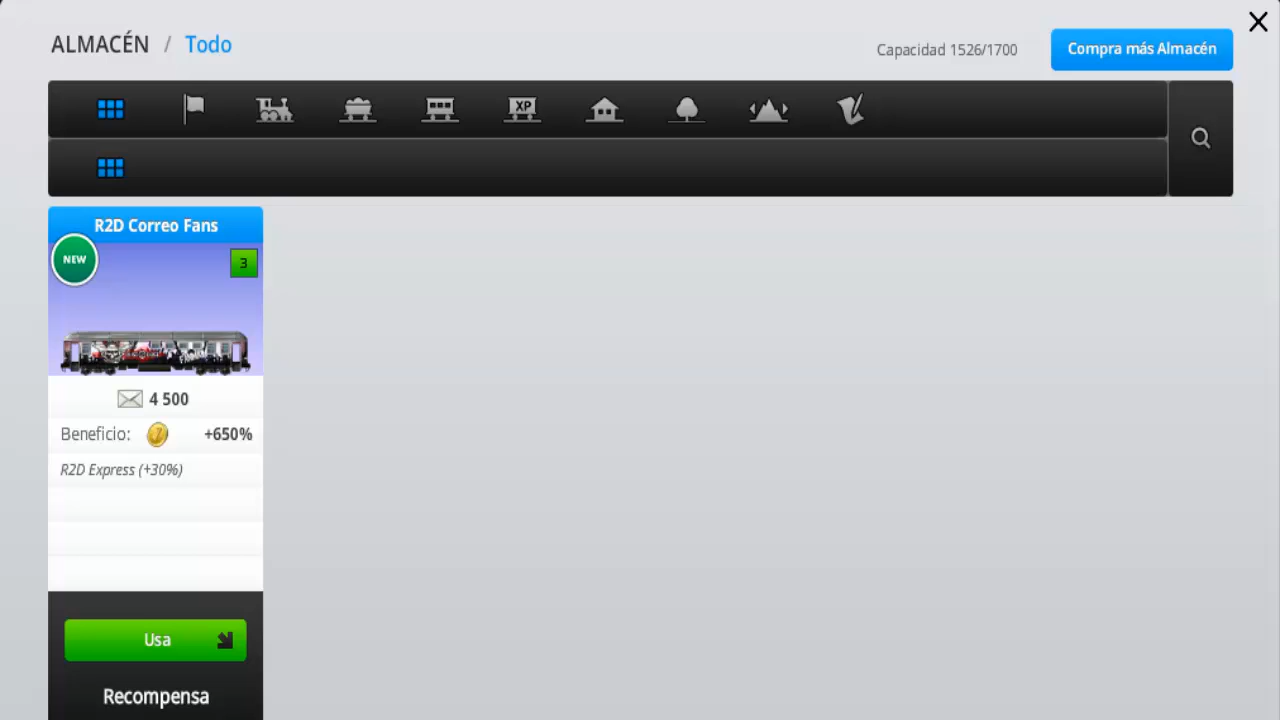 ALMACÉN / Todo
Capacidad 1526/1700
Compra más Almacén
XP
R2D Correo Fans
NEW
3
4 500
Beneficio: +650%
R2D Express (+30%)
Usa
Recompensa